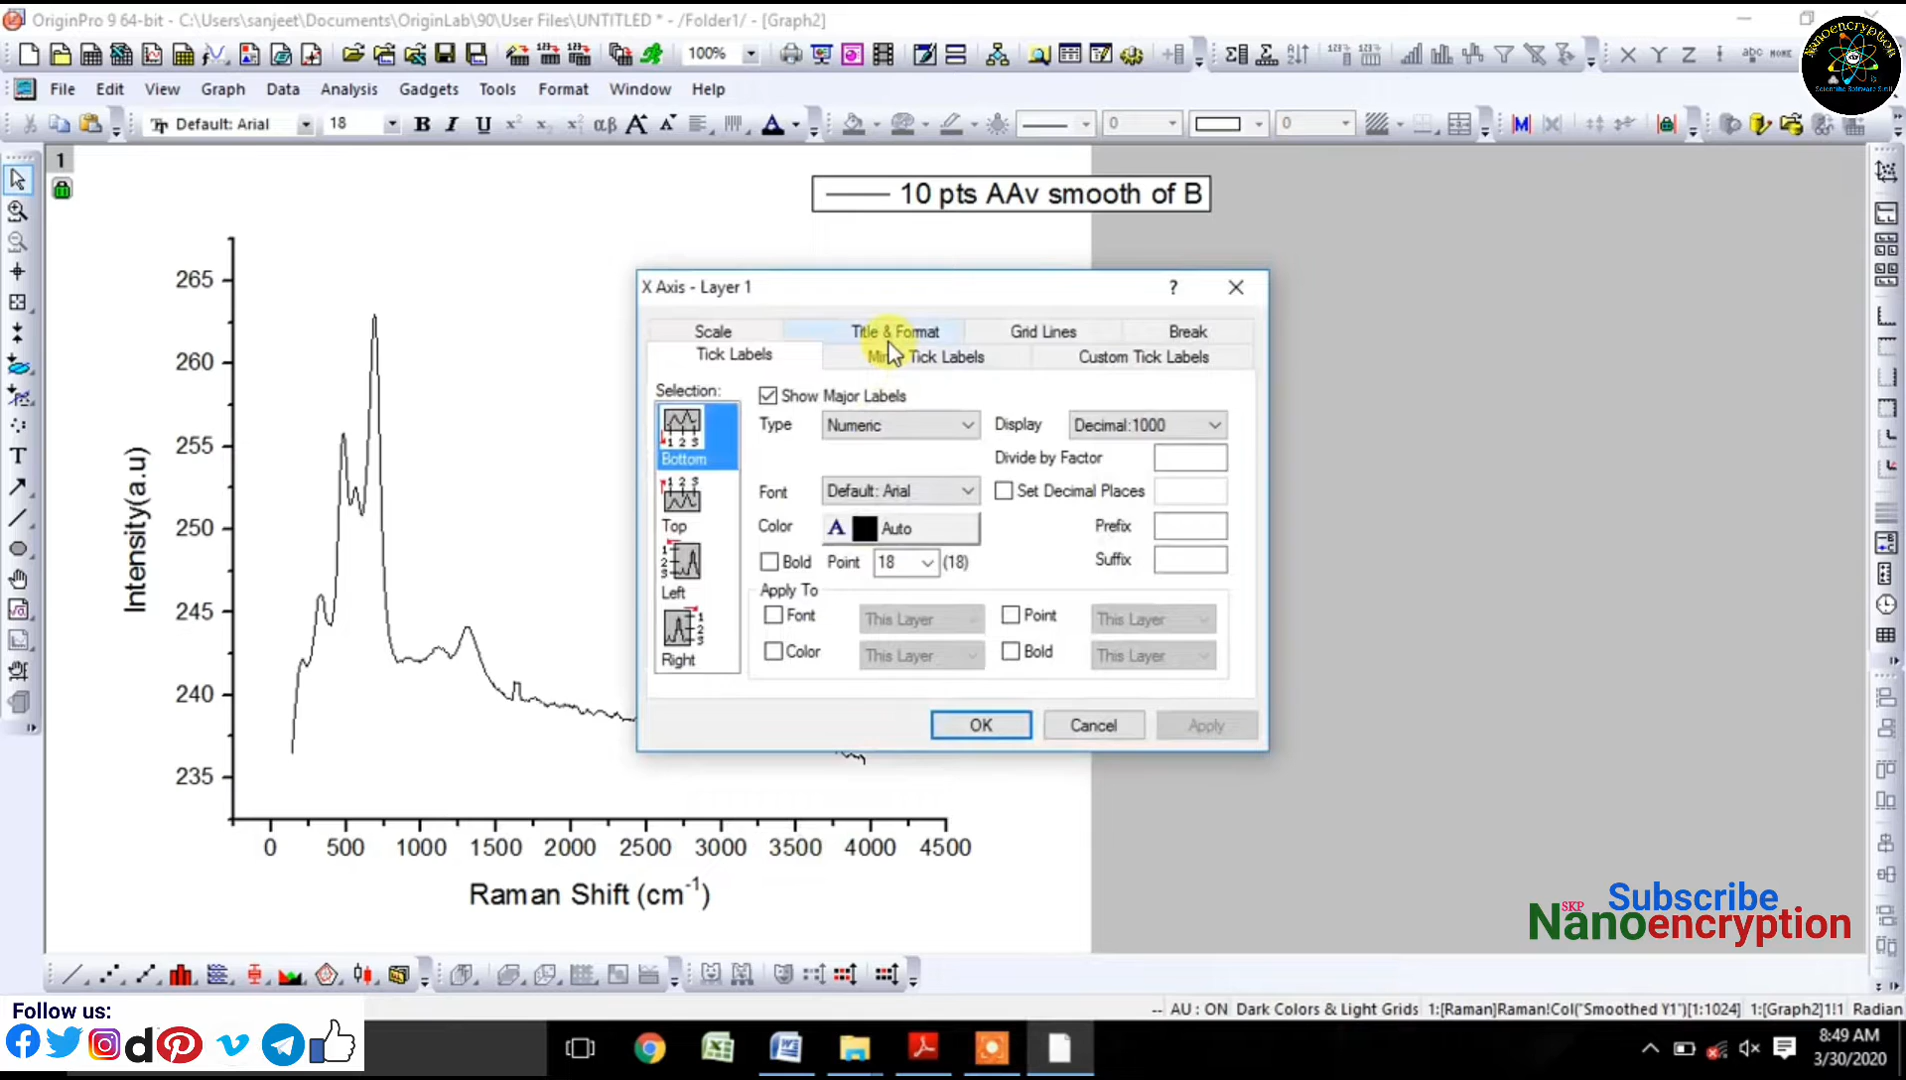 OriginPro 9 64-bit - C:\Users\sanjeet\Documents\OriginLab\90\User Files\UNTITLED * - /Folder1/ - [Graph2]
100%
X Y Z abc HOME
Nanoencryption
File Edit View Graph Data Analysis Gadgets Tools Format Window Help
Default: Arial 18 B I U αβ A A A 0 0
1
10 pts AAv smooth of B
265
260
255
250
245
240
235
Intensity(a.u)
0 500 1000 1500 2000 2500 3000 3500 4000 4500
Raman Shift (cm-1)
X Axis - Layer 1 ?
Scale Title & Format Grid Lines Break
Tick Labels Tick Labels Custom Tick Labels
Selection:
Bottom
Top
Left
Right
Show Major Labels
Type Numeric Display Decimal:1000
Divide by Factor
Font Default: Arial Set Decimal Places
Color A Auto Prefix
Bold Point 18 (18) Suffix
Apply To
Font This Layer Point This Layer
Color This Layer Bold This Layer
OK Cancel Apply
Subscribe
SKP
Nanoencryption
Follow us:
-- AU : ON Dark Colors & Light Grids 1:[Raman]Raman!Col("Smoothed Y1")[1:1024] 1:[Graph2]1!1 Radian
8:49 AM
3/30/2020